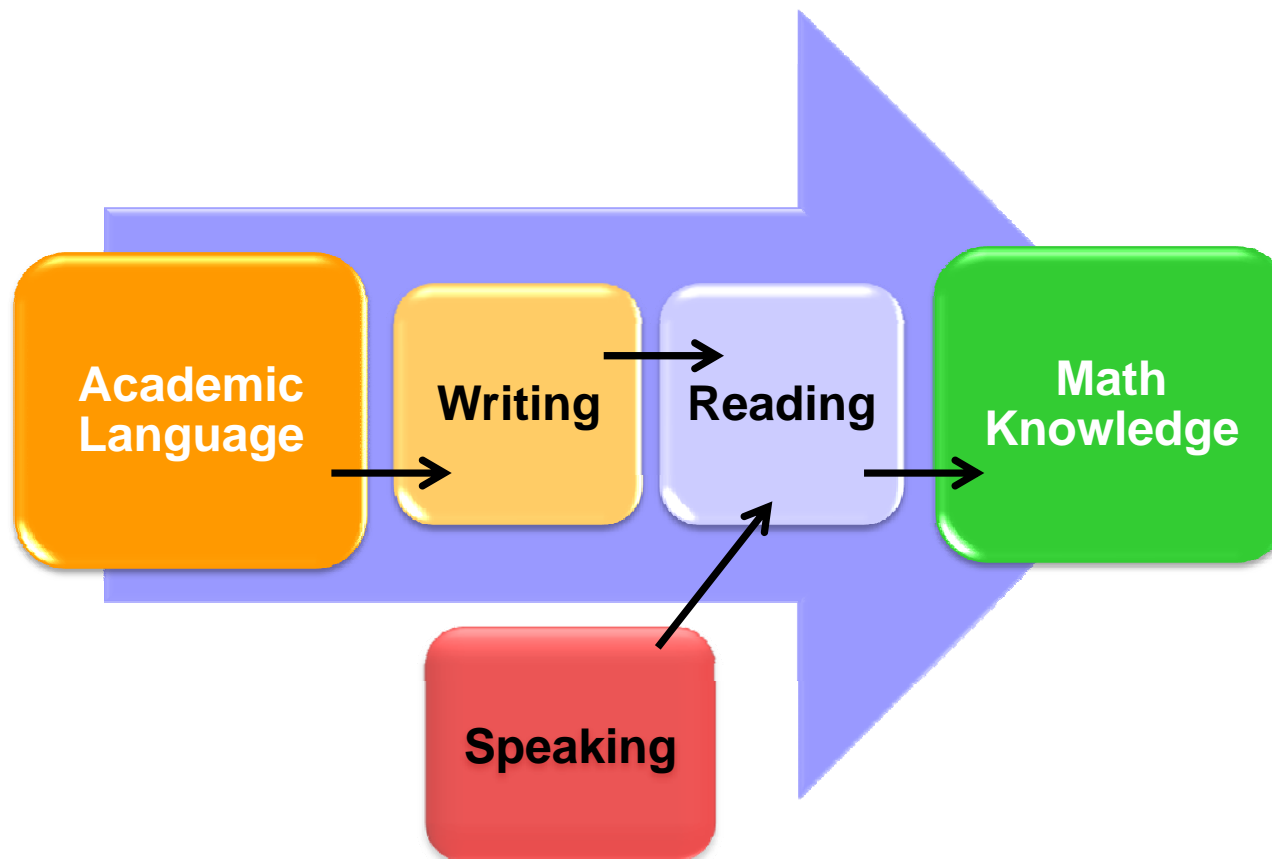 Academic
Language
Writing
Reading
Math
Knowledge
Speaking